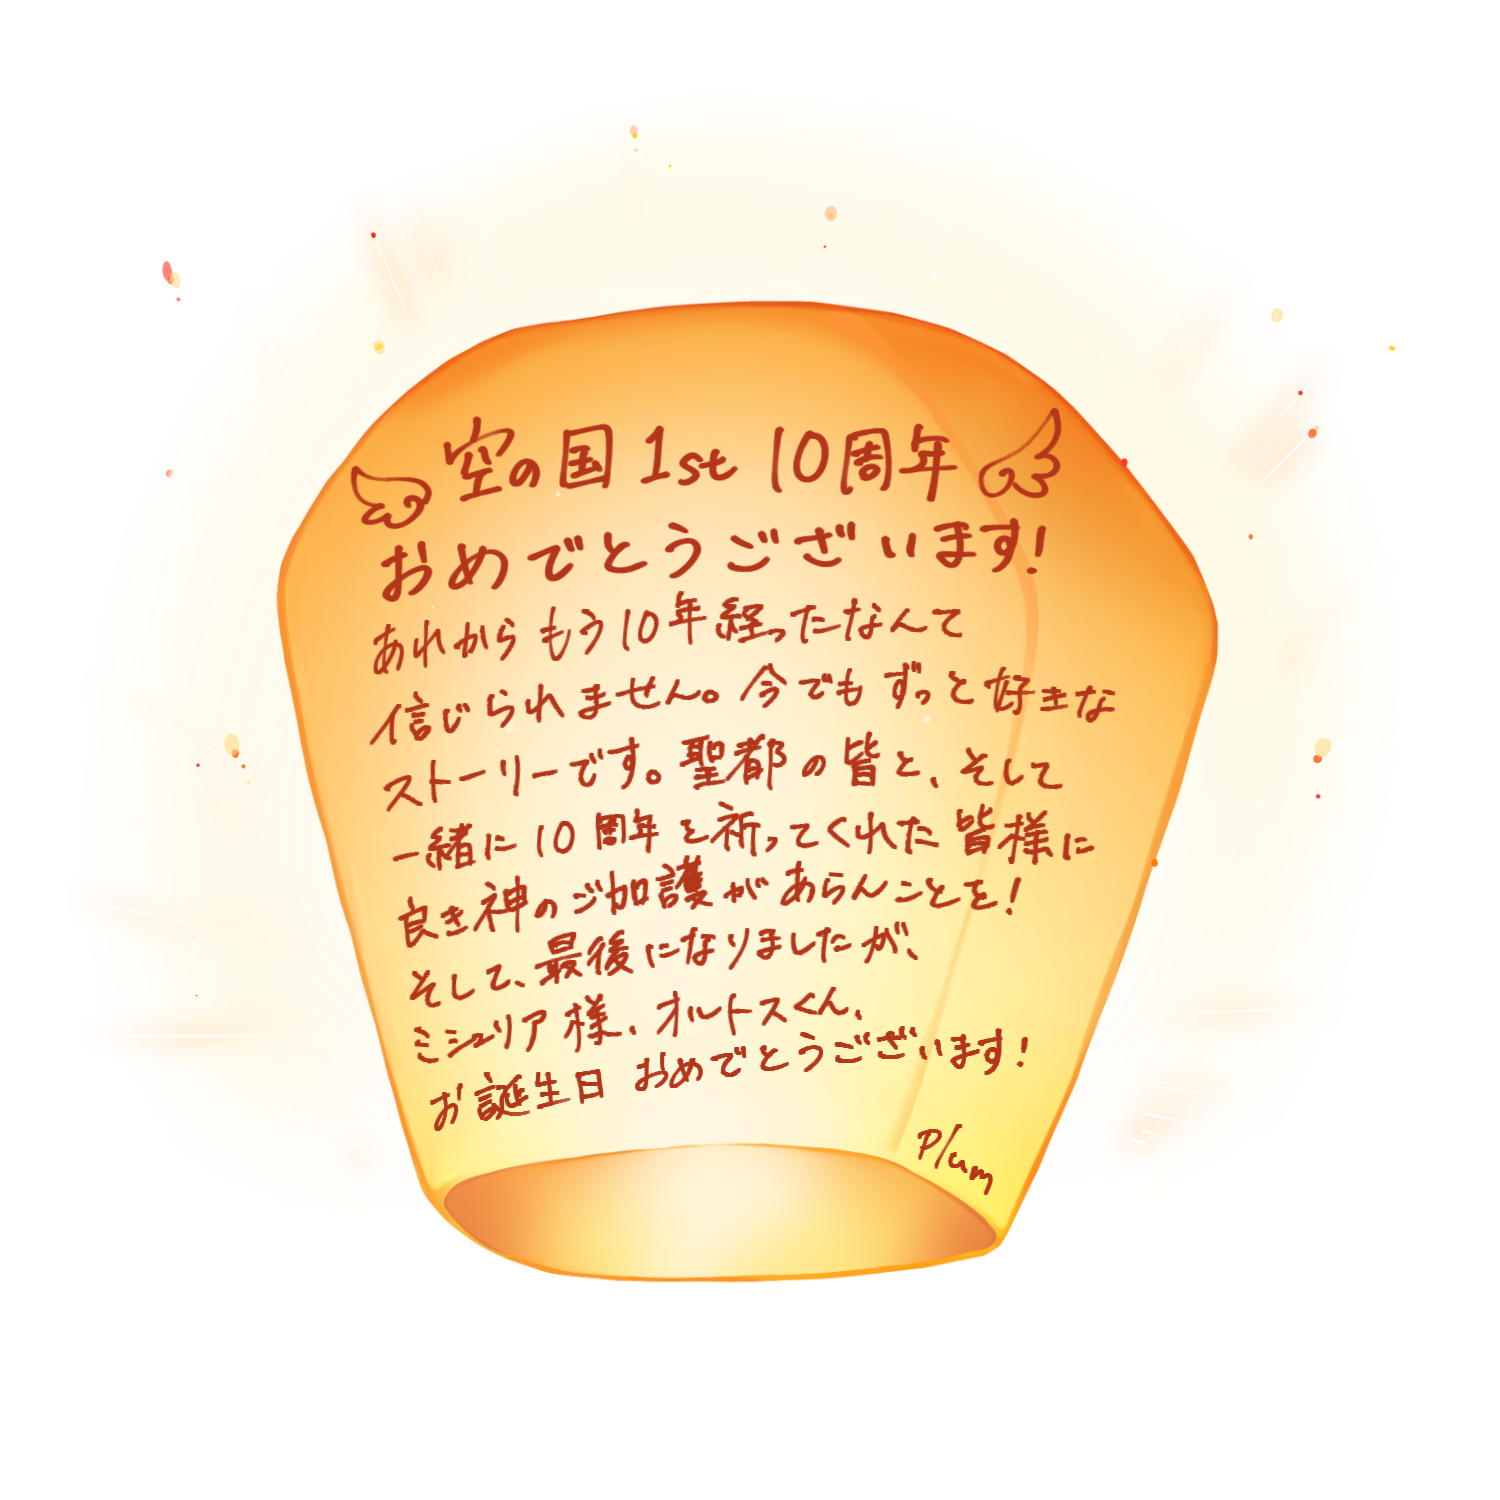 空の国 1st 10周年
おめでとうございます!
あれからもう10年経ったなんて
信じられません。今でもずっと好きな
ストーリーです。聖都の皆と、そして
一緒に10周年を祈ってくれた皆様に
良き神のご加護があらんことを!
そして、最後になりましたが、
ミシュリア様、オルトスくん、
お誕生日 おめでとうございます!
Plum